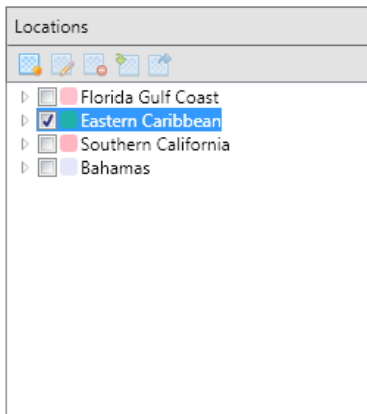 Locations
Florida Gulf Coast
Eastern Caribbean
Southern California
Bahamas